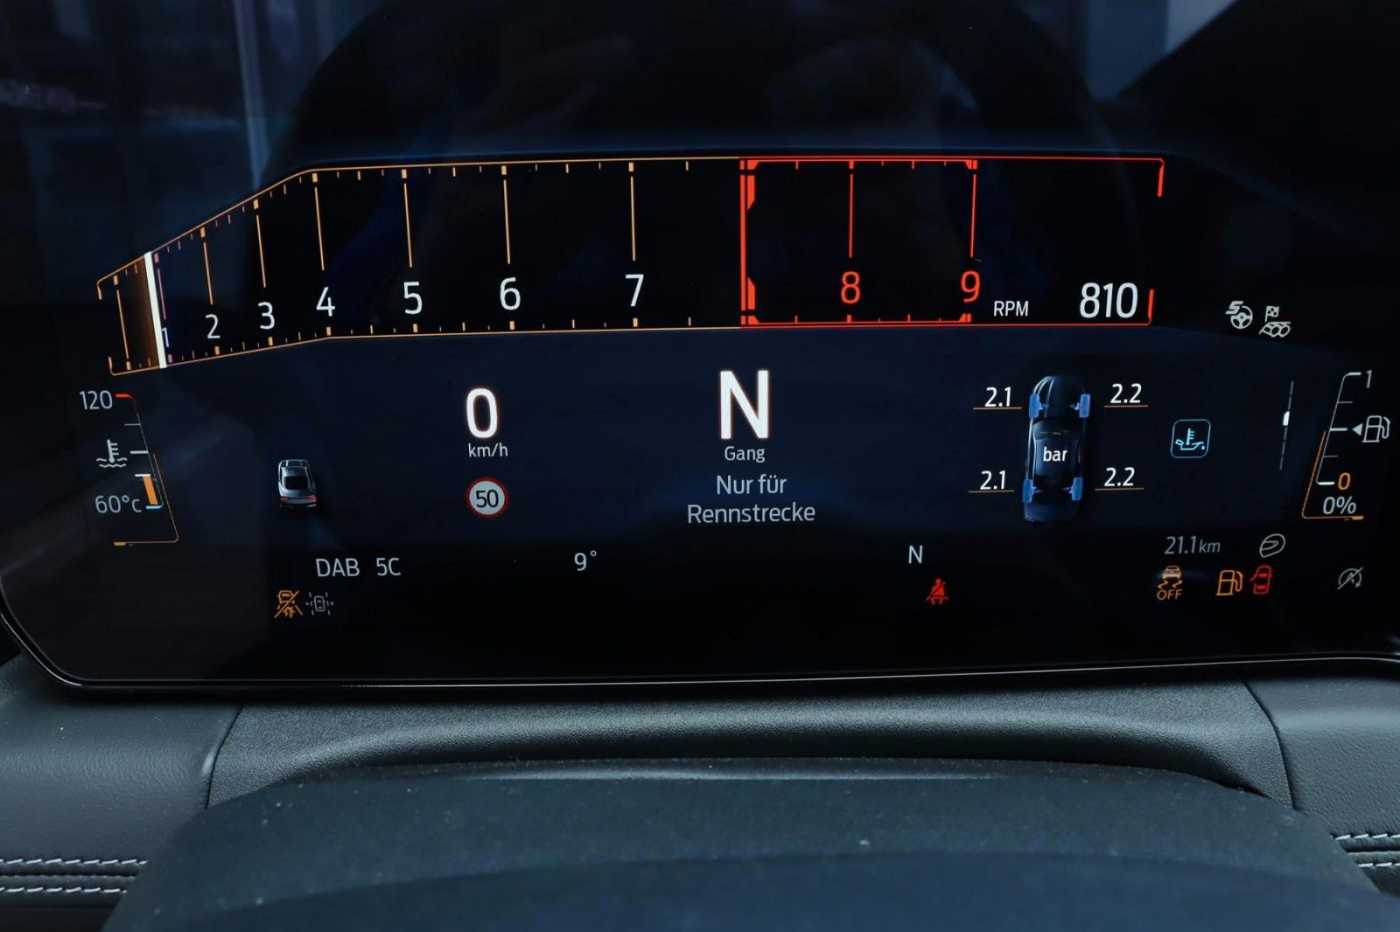 1 2 3 4 5 6 7 8 9 RPM 810
120
60°c
0
km/h
50
N
Gang
Nur für
Rennstrecke
2.1 2.2
bar
2.1 2.2
1
0
0%
DAB 5C
9°
N
21.1 km
OFF
S